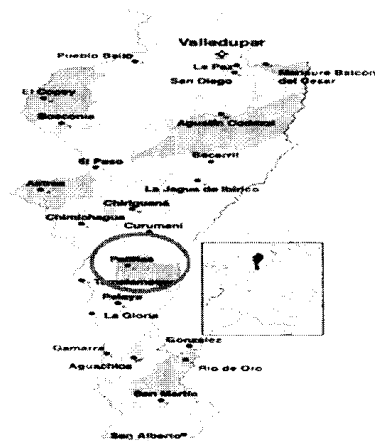 Valledupar
Pueblo Bello
La Paz
San Diego
Manaure Balcón
del Cesar
El Copey
Bosconia
Agustín Codazzi
Becerril
El Paso
Astrea
La Jagua de Ibirico
Chiriguaná
Chimichagua
Curumaní
Pailitas
Tamalameque
Pelaya
La Gloria
González
Gamarra
Aguachica
Río de Oro
San Martín
San Alberto